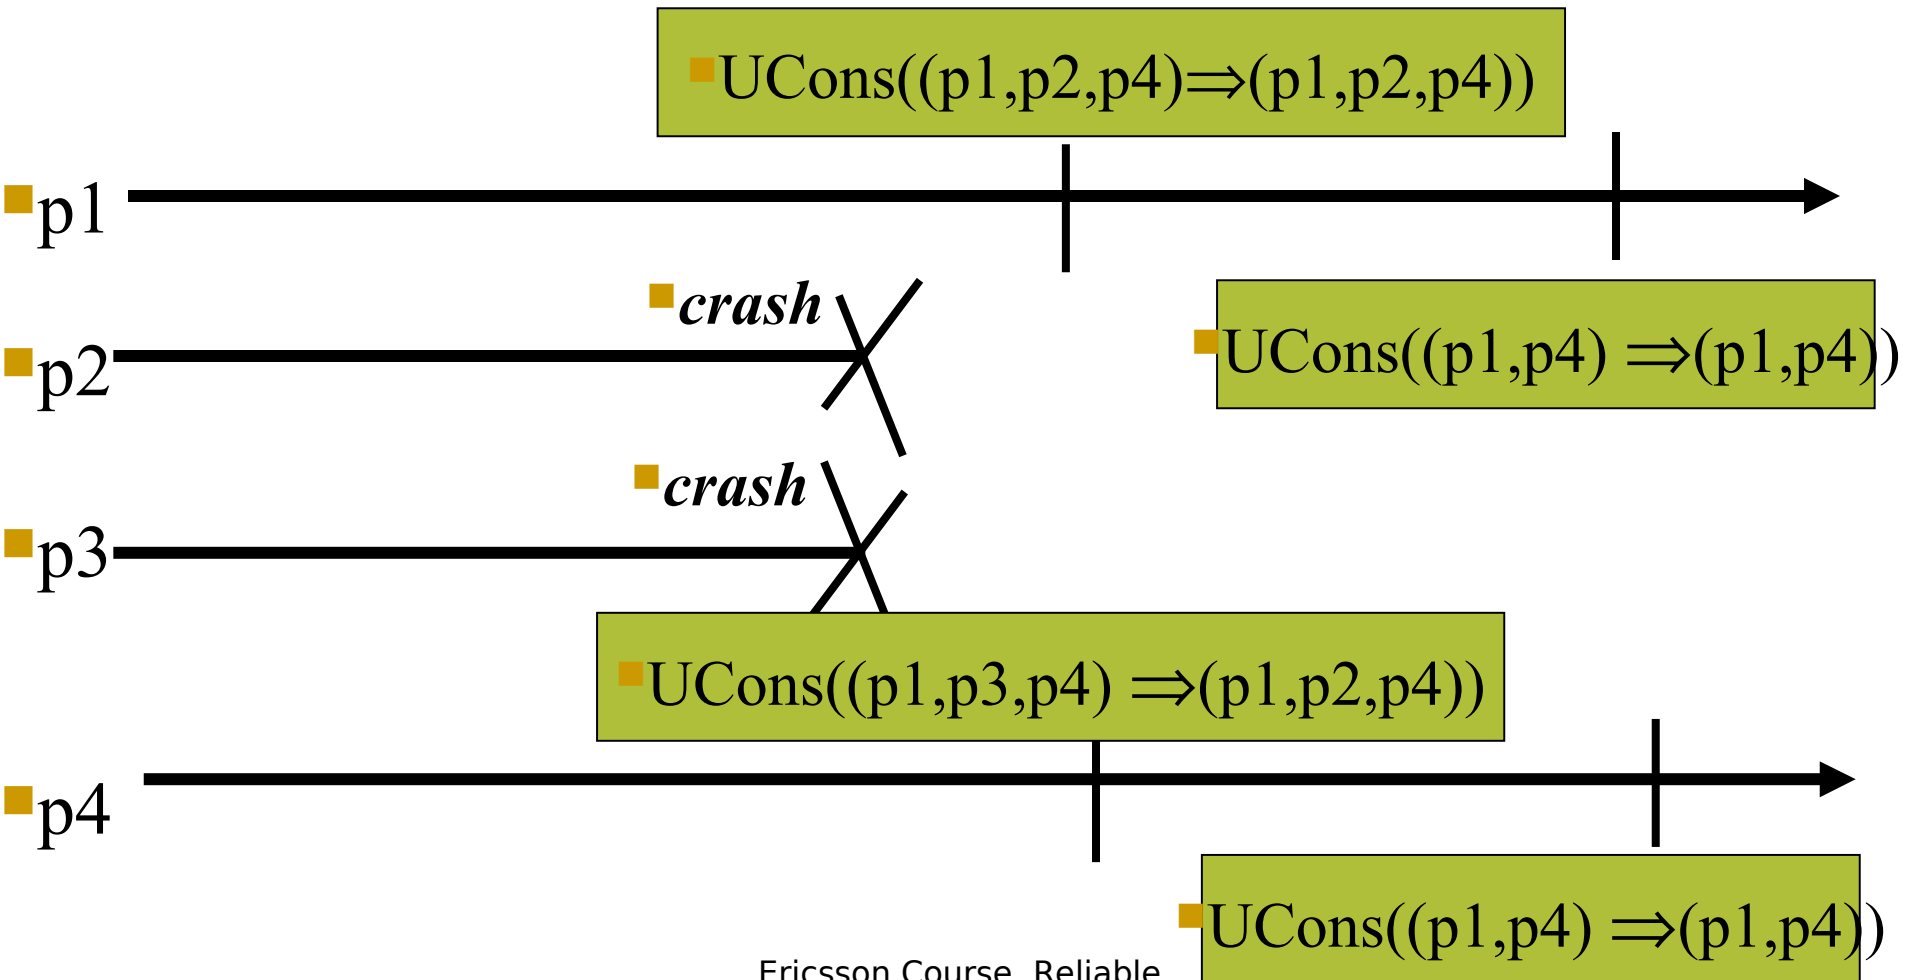 UCons((p1,p2,p4)⇒(p1,p2,p4))
p1
crash
UCons((p1,p4) ⇒(p1,p4))
p2
crash
p3
UCons((p1,p3,p4) ⇒(p1,p2,p4))
p4
UCons((p1,p4) ⇒(p1,p4))
Ericsson Course Reliable